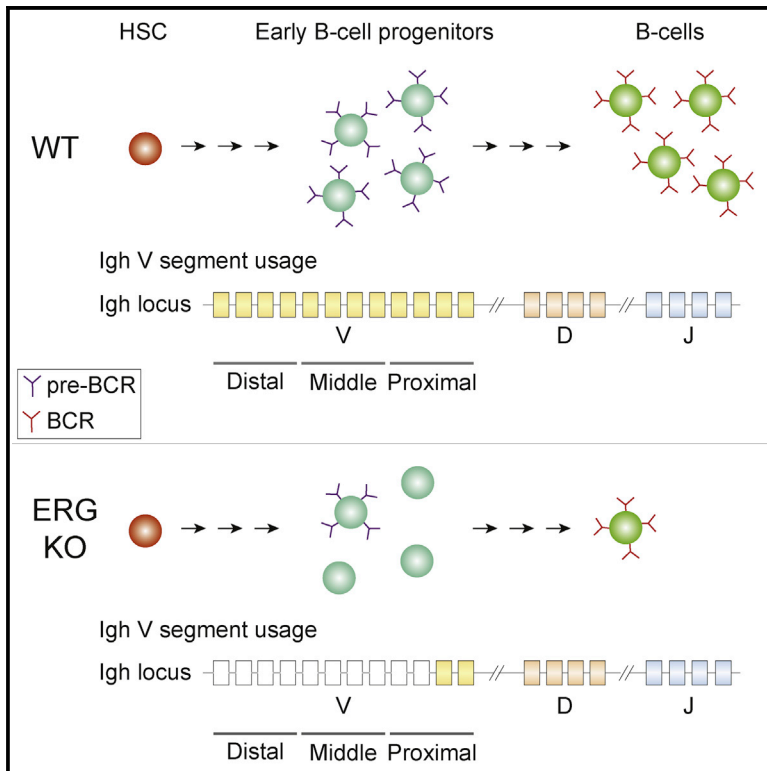 HSC Early B-cell progenitors B-cells
WT
Igh V segment usage
Igh locus
V D J
Distal Middle Proximal
pre-BCR
BCR
ERG
KO
Igh V segment usage
Igh locus
V D J
Distal Middle Proximal